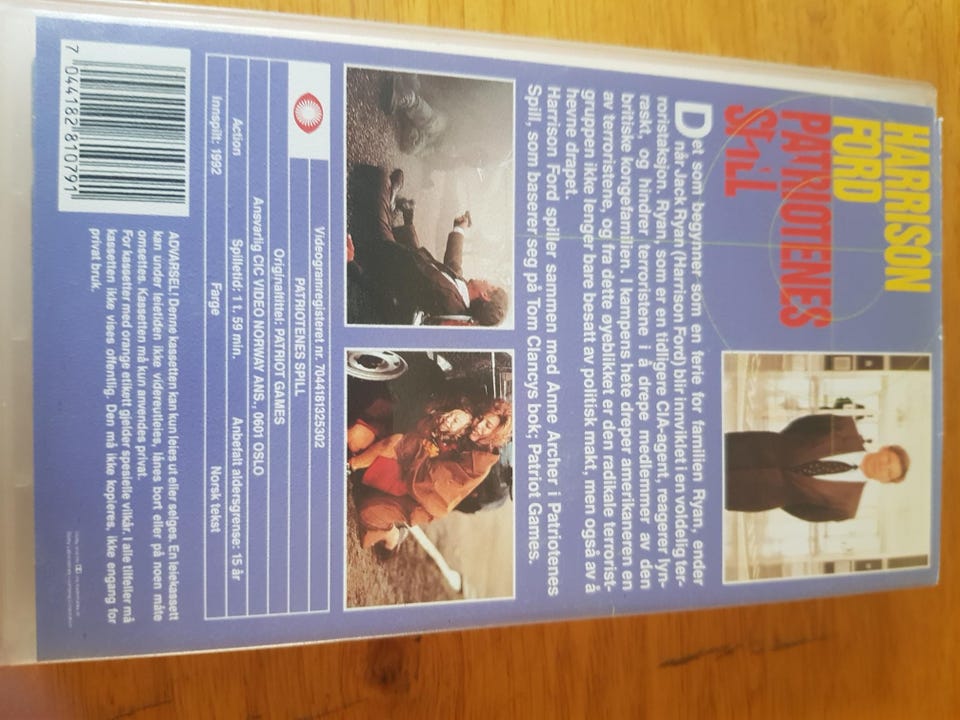 HARRISON
FORD
PATRIOTENES
SPILL
Det som begynner som en ferie for familien Ryan, ender
når Jack Ryan (Harrison Ford) blir innviklet i en voldelig ter-
roristaksjon. Ryan, som er en tidligere CIA-agent, reagerer lyn-
raskt, og hindrer terroristene i å drepe medlemmer av den
britiske kongefamilien. I kampens hete dreper amerikaneren en
av terroristene, og fra dette øyeblikket er den radikale terrorist-
gruppen ikke lenger bare besatt av politisk makt, men også av å
hevne drapet.
Harrison Ford spiller sammen med Anne Archer i Patriotenes
Spill, som baserer seg på Tom Clancys bok; Patriot Games.
Videogramregisteret nr. 7044181325302
PATRIOTENES SPILL
Originaltittel: PATRIOT GAMES
Ansvarlig CIC VIDEO NORWAY ANS., 0601 OSLO
Action Spilletid: 1 t. 59 min. Anbefalt aldersgrense: 15 år
Innspilt: 1992 Farge Norsk tekst
7 044182 810791
ADVARSEL! Denne kassetten kan kun leies ut eller selges. En leiekassett
kan under leietiden ikke videreutleies, lånes bort eller på noen måte
omsettes. Kassetten må kun anvendes privat.
For kassetter med orange etikett gjelder spesielle vilkår. I alle tilfeller må
kassetten ikke vises offentlig. Den må ikke kopieres, ikke engang for
privat bruk.